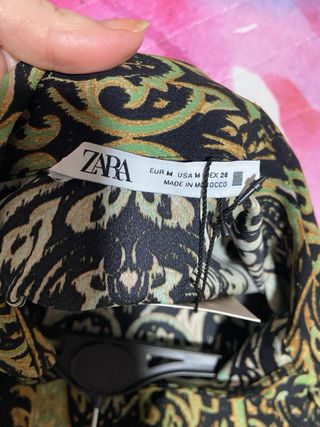 ZARA
EUR M USA M MEX 28
MADE IN MOROCCO